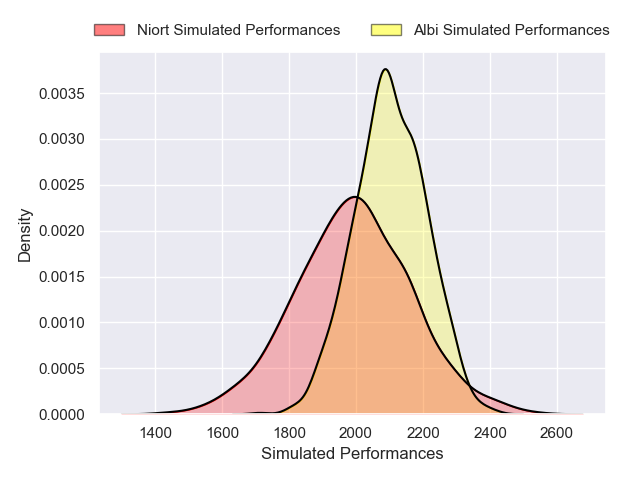 Niort Simulated Performances Albi Simulated Performances
0.0035
0.0030
0.0025
0.0020
0.0015
0.0010
0.0005
0.0000
Density
1400 1600 1800 2000 2200 2400 2600
Simulated Performances